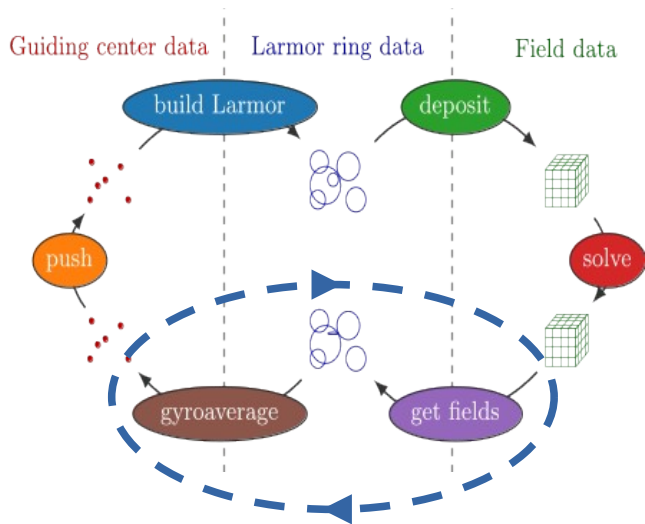 Guiding center data
Larmor ring data
Field data
build Larmor
deposit
push
solve
gyroaverage
get fields